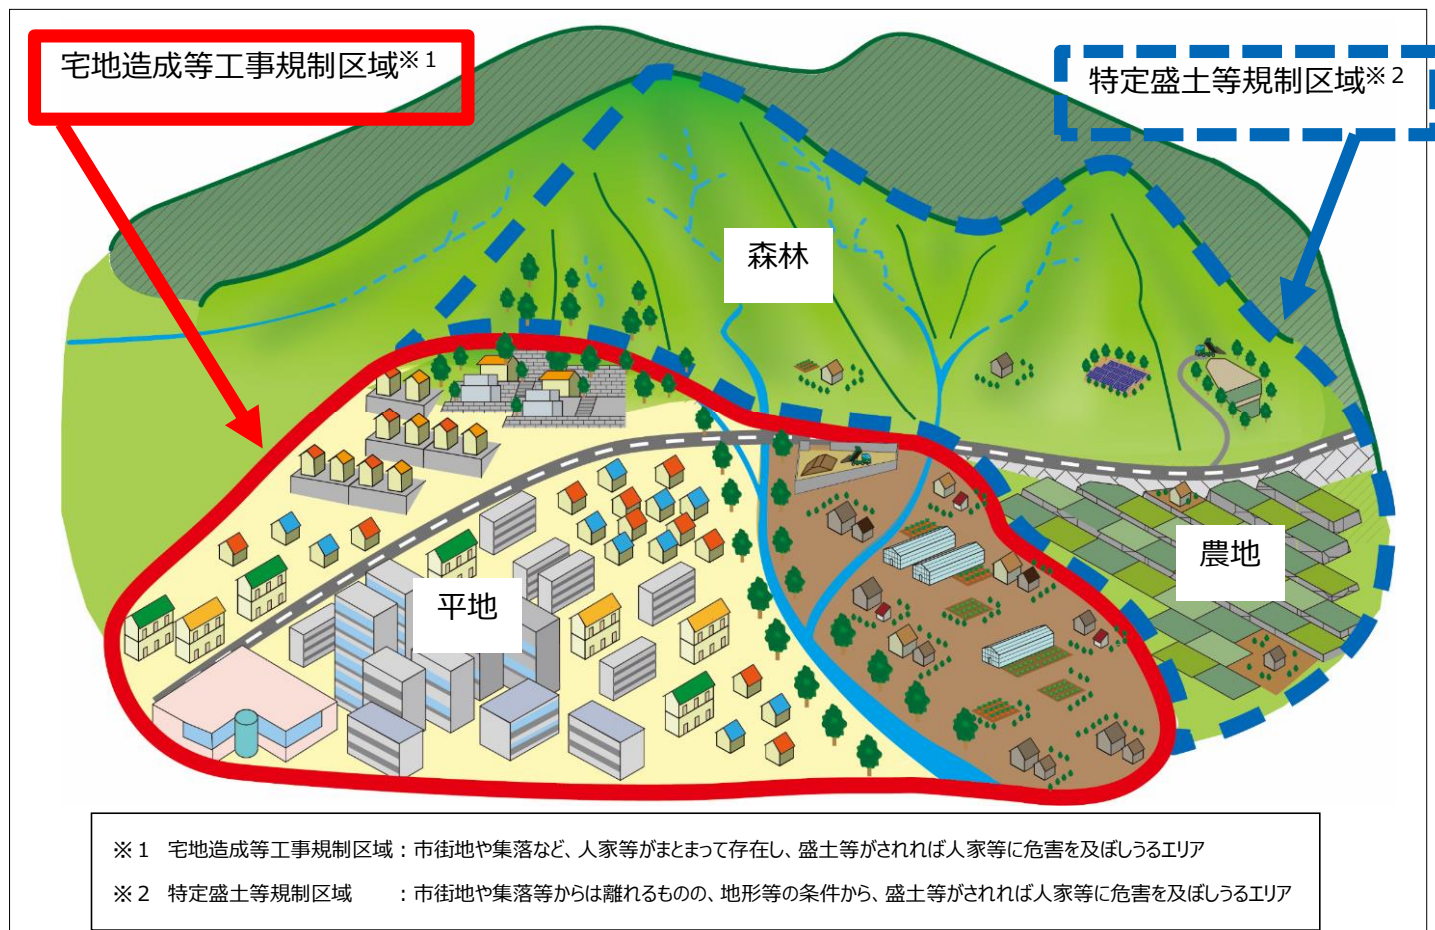 宅地造成等工事規制区域※1
特定盛土等規制区域※2
森林
農地
平地
※1 宅地造成等工事規制区域：市街地や集落など、人家等がまとまって存在し、盛土等がされれば人家等に危害を及ぼしうるエリア
※2 特定盛土等規制区域 ：市街地や集落等からは離れるものの、地形等の条件から、盛土等がされれば人家等に危害を及ぼしうるエリア